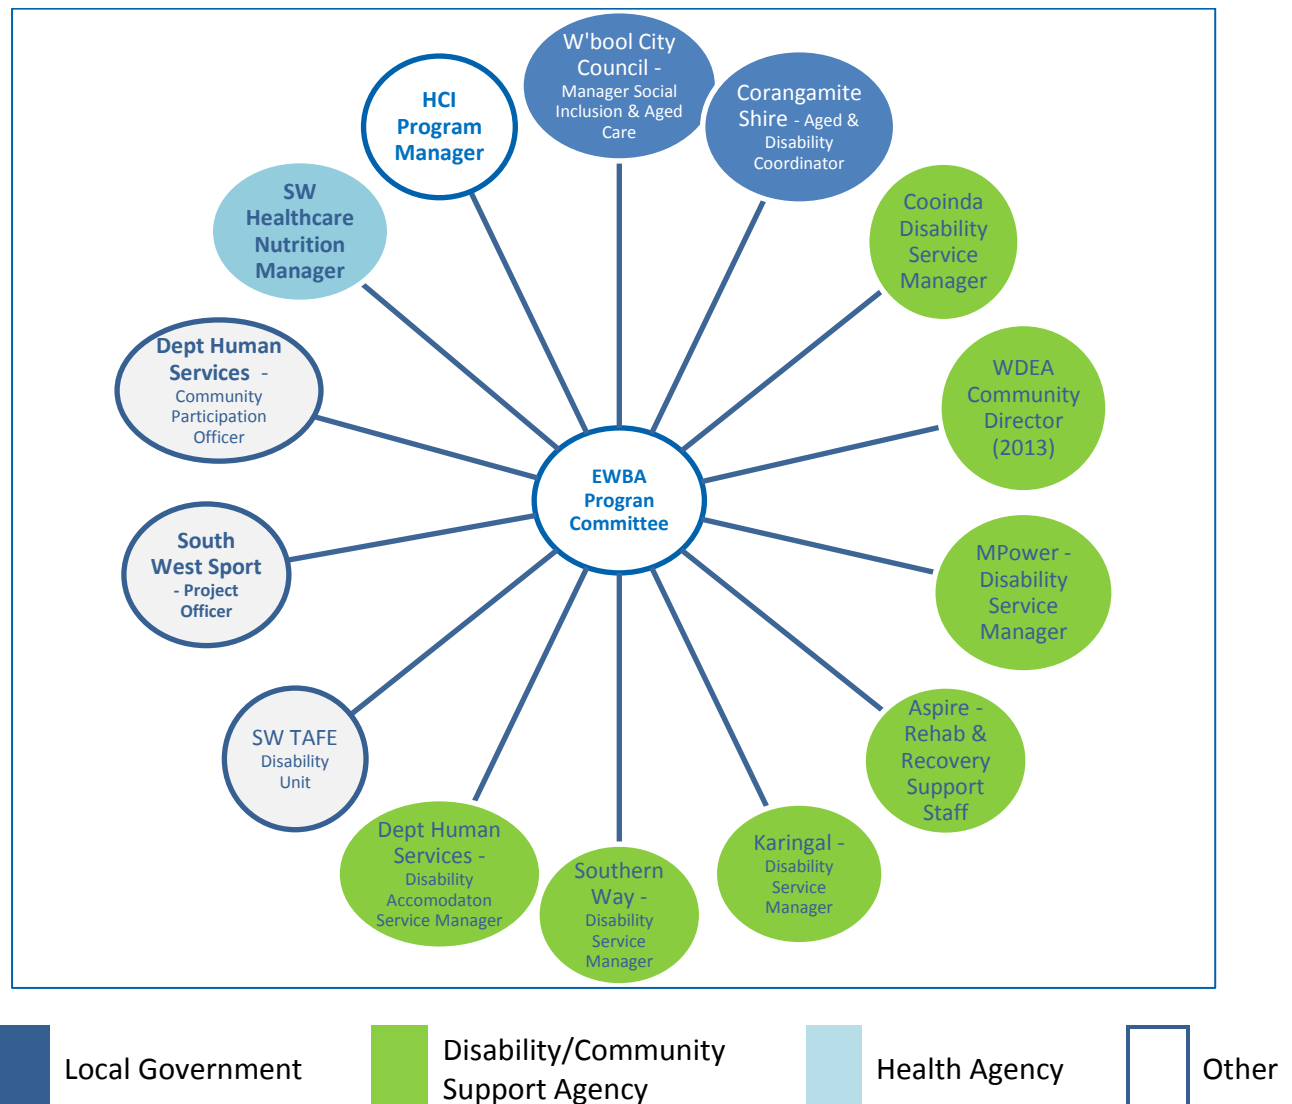 W'bool City
Council -
Manager Social
Inclusion & Aged
Care
Corangamite
Shire - Aged &
Disability
Coordinator
Cooinda
Disability
Service
Manager
WDEA
Community
Director
(2013)
MPower -
Disability
Service
Manager
Aspire -
Rehab &
Recovery
Support
Staff
Karingal -
Disability
Service
Manager
Southern
Way -
Disability
Service
Manager
Dept Human
Services -
Disability
Accomodaton
Service Manager
SW TAFE
Disability
Unit
South
West Sport
- Project
Officer
Dept Human
Services -
Community
Participation
Officer
SW
Healthcare
Nutrition
Manager
HCI
Program
Manager
EWBA
Progran
Committee
Local Government
Disability/Community
Support Agency
Health Agency
Other